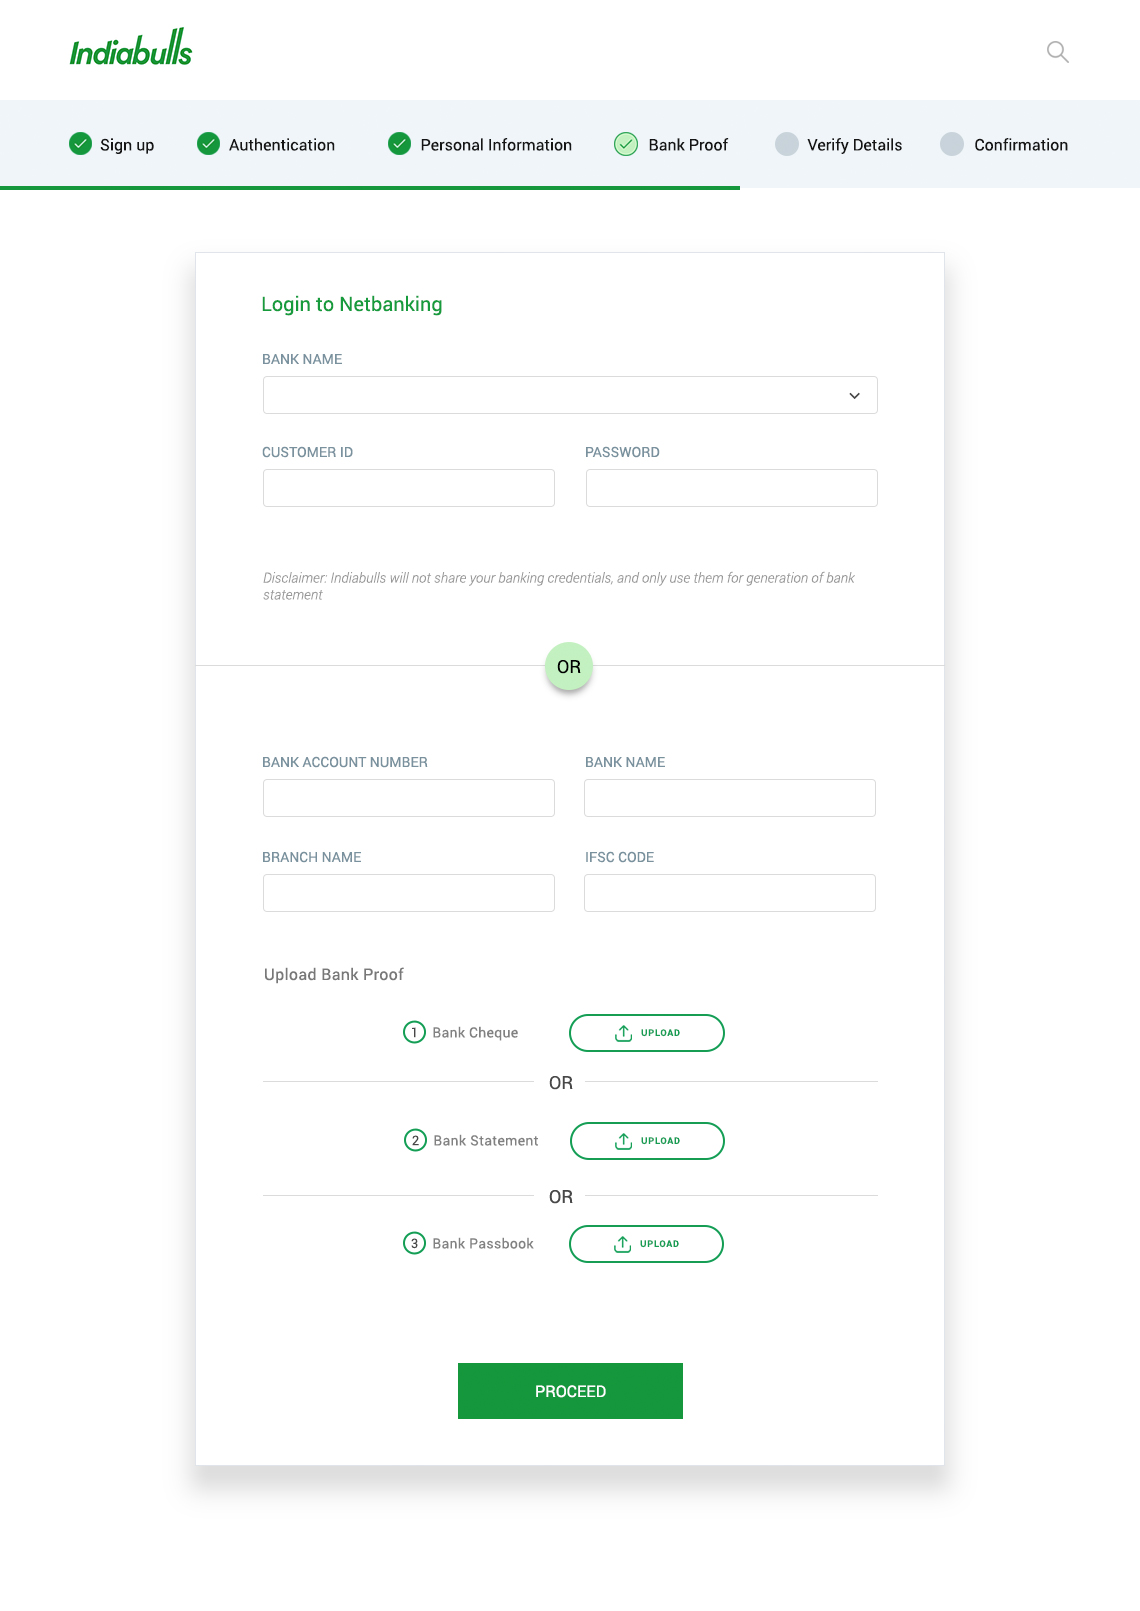 Indiabulls
Sign up Authentication Personal Information Bank Proof Verify Details Confirmation
Login to Netbanking
BANK NAME
CUSTOMER ID PASSWORD
Disclaimer: Indiabulls will not share your banking credentials, and only use them for generation of bank
statement
OR
BANK ACCOUNT NUMBER BANK NAME
BRANCH NAME IFSC CODE
Upload Bank Proof
1 Bank Cheque UPLOAD
OR
2 Bank Statement UPLOAD
OR
3 Bank Passbook UPLOAD
PROCEED